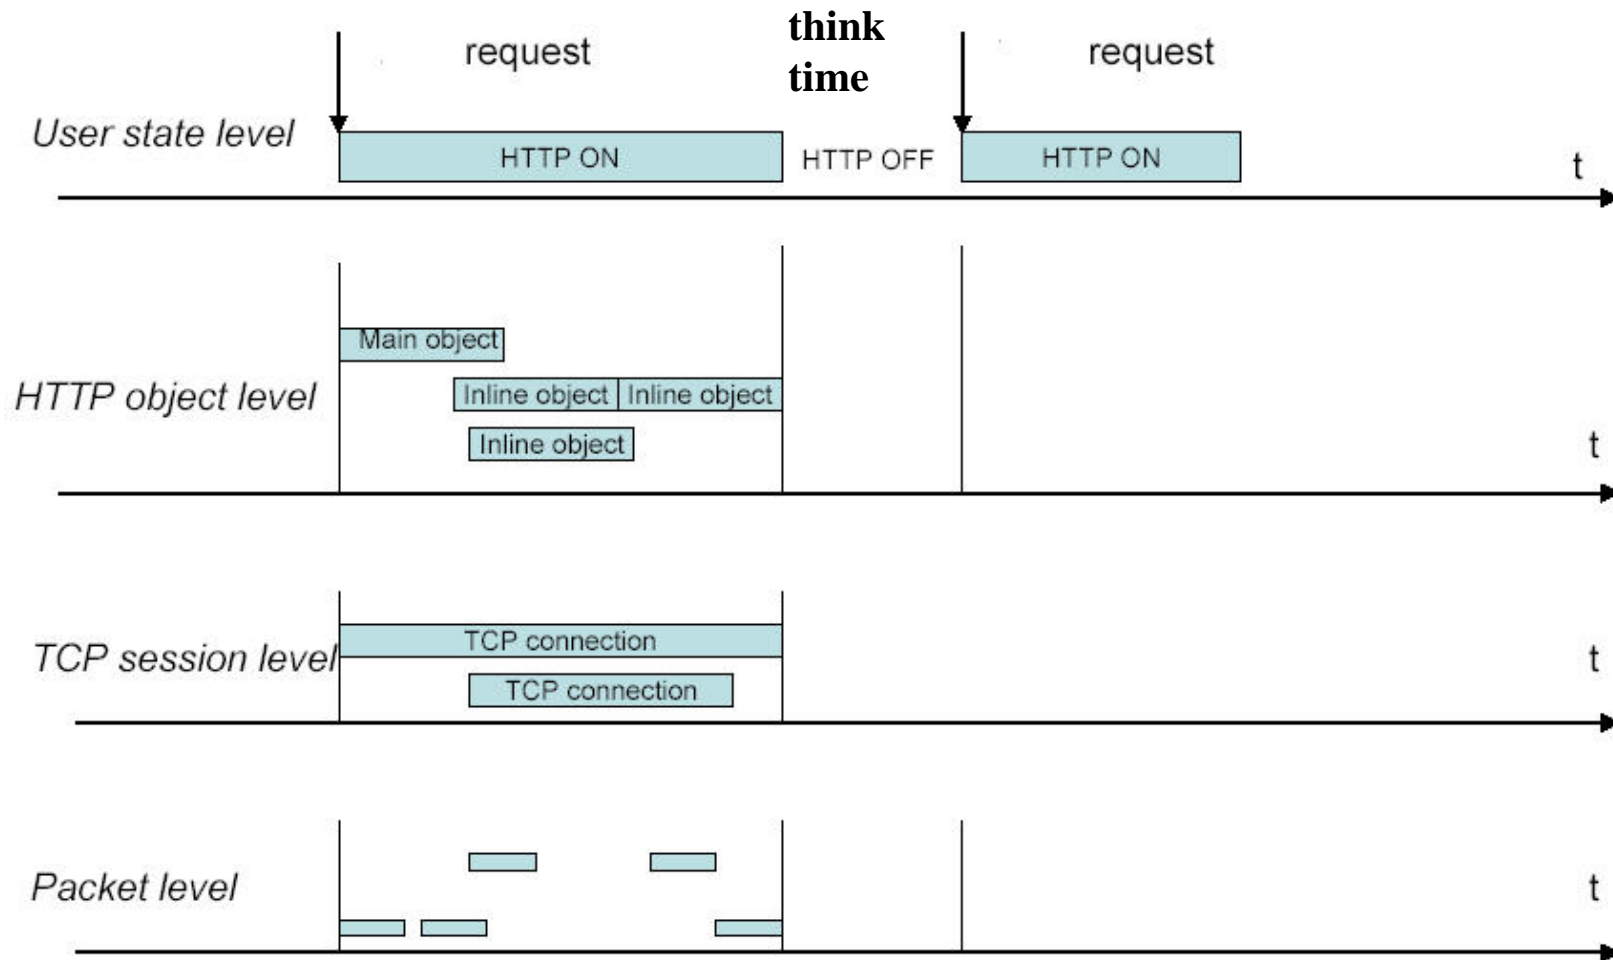 request
think
time
request
User state level
HTTP ON
HTTP OFF
HTTP ON
t
Main object
HTTP object level
Inline object
Inline object
Inline object
t
TCP session level
TCP connection
TCP connection
t
Packet level
t